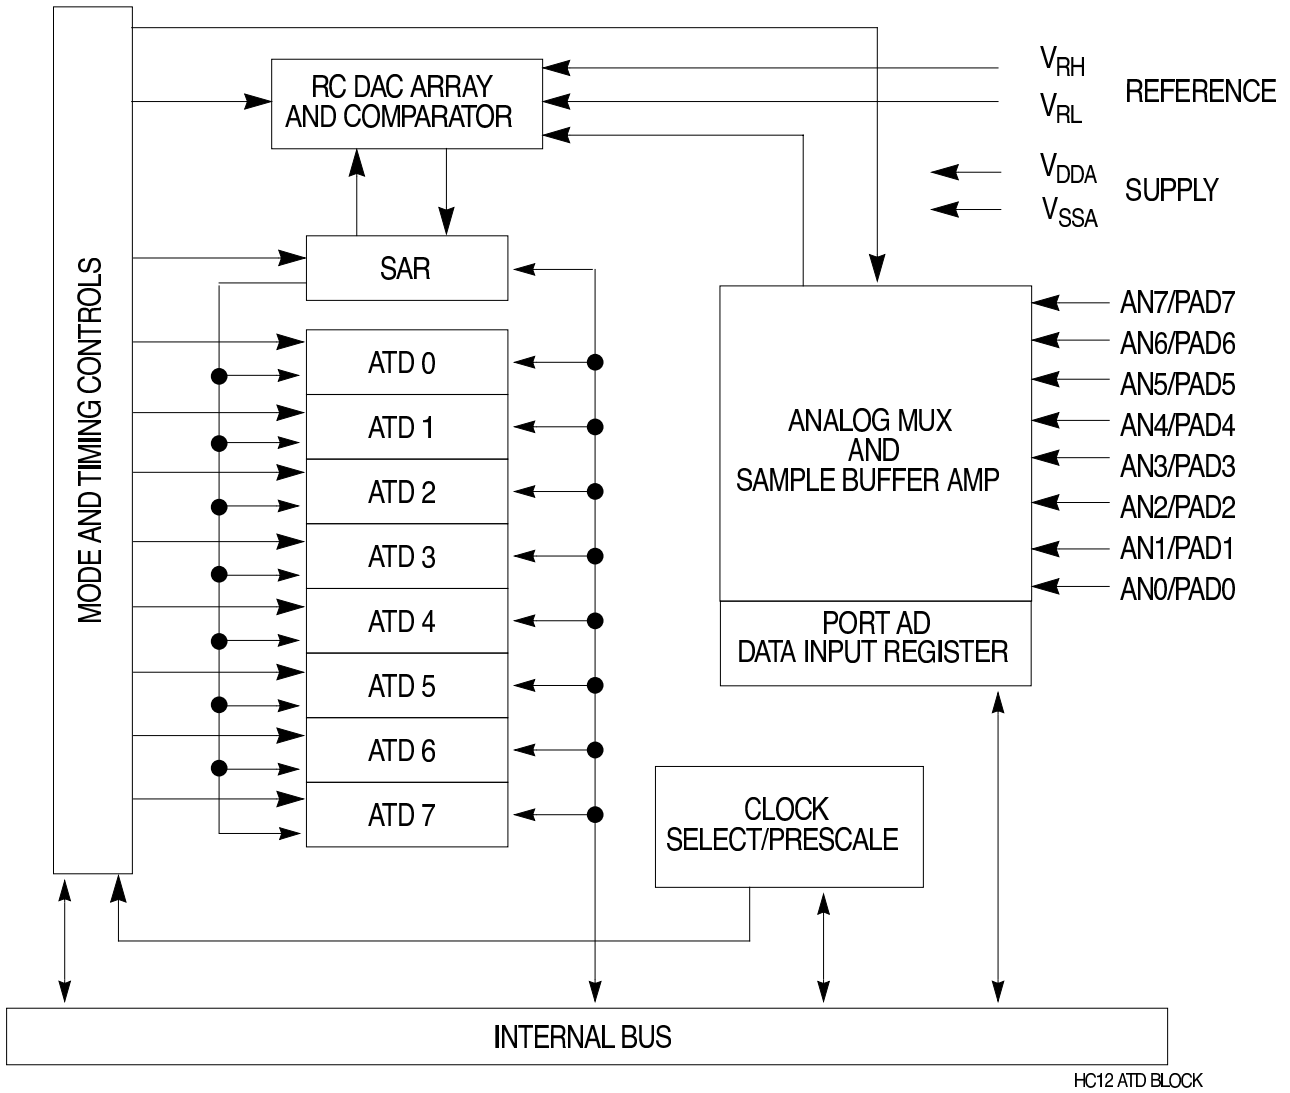 RC DAC ARRAY
AND COMPARATOR
VRH
VRL
REFERENCE
VDDA
VSSA
SUPPLY
MODE AND TIMING CONTROLS
SAR
ATD 0
ATD 1
ATD 2
ATD 3
ATD 4
ATD 5
ATD 6
ATD 7
ANALOG MUX
AND
SAMPLE BUFFER AMP
AN7/PAD7
AN6/PAD6
AN5/PAD5
AN4/PAD4
AN3/PAD3
AN2/PAD2
AN1/PAD1
AN0/PAD0
PORT AD
DATA INPUT REGISTER
CLOCK
SELECT/PRESCALE
INTERNAL BUS
HC12 ATD BLOCK